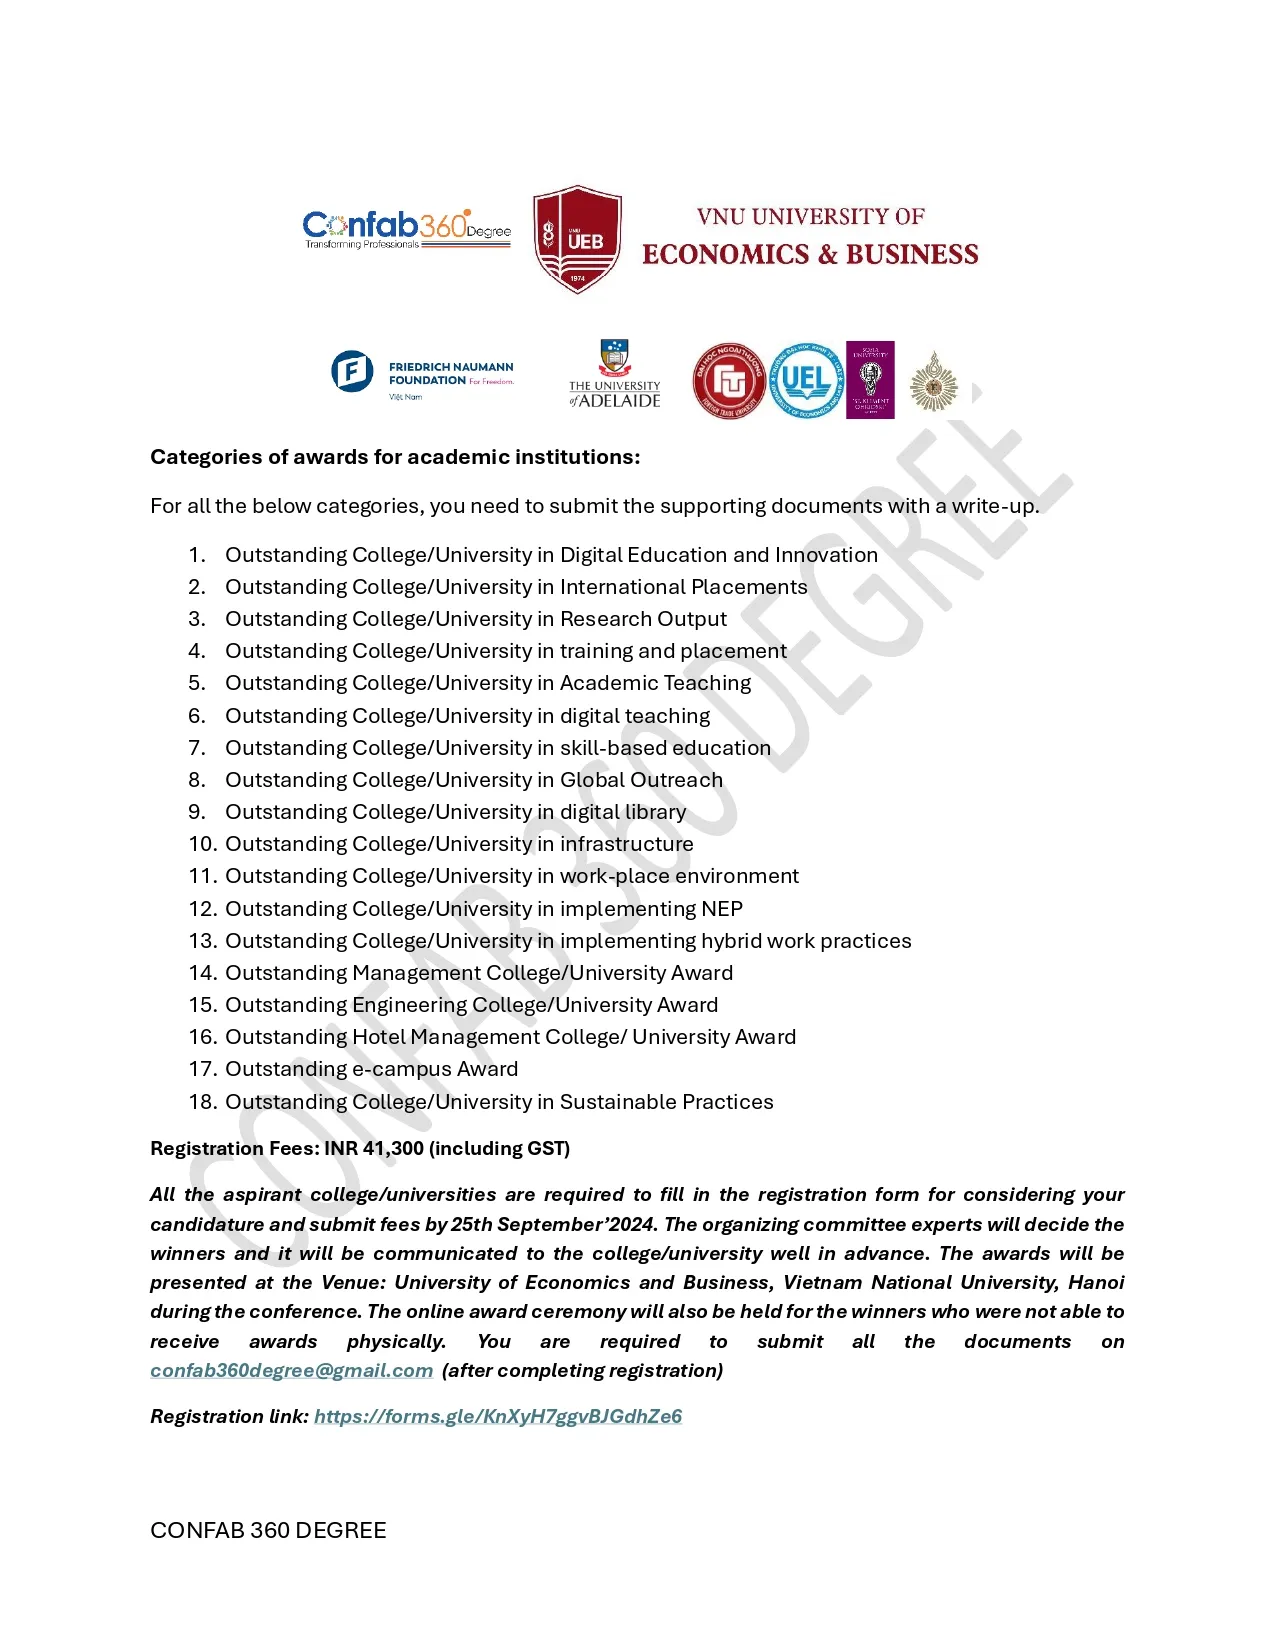 Confab360°Degree
Transforming Professionals
VNU
UEB
1974
VNU UNIVERSITY OF
ECONOMICS & BUSINESS
FRIEDRICH NAUMANN
FOUNDATION For Freedom.
Việt Nam
THE UNIVERSITY
of ADELAIDE
ĐẠI HỌC NGOẠI THƯƠNG
FOREIGN TRADE UNIVERSITY
UEL
SOFIA
UNIVERSITY
"ST. KLIMENT
OHRIDSKI"
Categories of awards for academic institutions:
For all the below categories, you need to submit the supporting documents with a write-up.
1. Outstanding College/University in Digital Education and Innovation
2. Outstanding College/University in International Placements
3. Outstanding College/University in Research Output
4. Outstanding College/University in training and placement
5. Outstanding College/University in Academic Teaching
6. Outstanding College/University in digital teaching
7. Outstanding College/University in skill-based education
8. Outstanding College/University in Global Outreach
9. Outstanding College/University in digital library
10. Outstanding College/University in infrastructure
11. Outstanding College/University in work-place environment
12. Outstanding College/University in implementing NEP
13. Outstanding College/University in implementing hybrid work practices
14. Outstanding Management College/University Award
15. Outstanding Engineering College/University Award
16. Outstanding Hotel Management College/ University Award
17. Outstanding e-campus Award
18. Outstanding College/University in Sustainable Practices
Registration Fees: INR 41,300 (including GST)
All the aspirant college/universities are required to fill in the registration form for considering your
candidature and submit fees by 25th September’2024. The organizing committee experts will decide the
winners and it will be communicated to the college/university well in advance. The awards will be
presented at the Venue: University of Economics and Business, Vietnam National University, Hanoi
during the conference. The online award ceremony will also be held for the winners who were not able to
receive awards physically. You are required to submit all the documents on
confab360degree@gmail.com (after completing registration)
Registration link: https://forms.gle/KnXyH7ggvBJGdhZe6
CONFAB 360 DEGREE
CONFAB 360 DEGREE